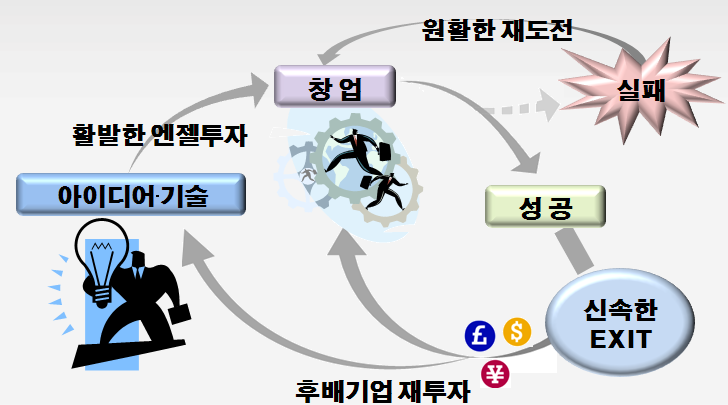 원활한 재도전
창 업
실패
활발한 엔젤투자
아이디어·기술
성 공
신속한
EXIT
£
$
¥
후배기업 재투자